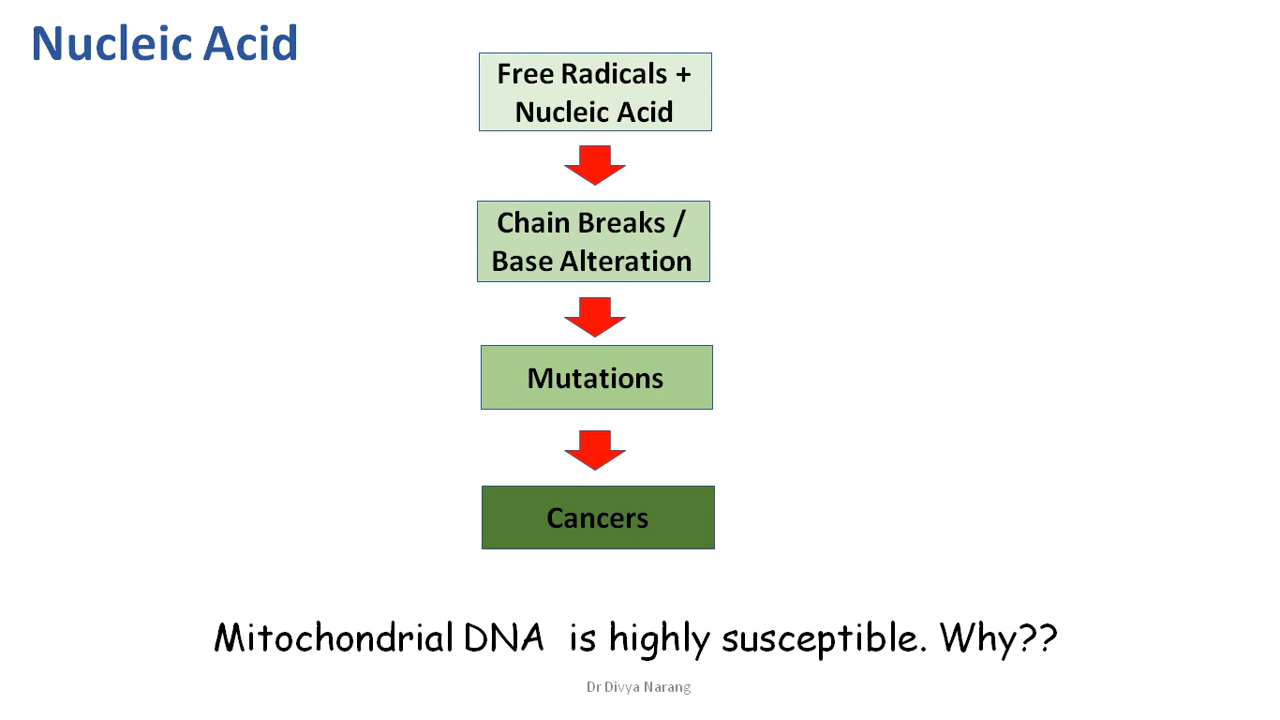 Nucleic Acid
Free Radicals +
Nucleic Acid
Chain Breaks /
Base Alteration
Mutations
Cancers
Mitochondrial DNA is highly susceptible. Why??
Dr Divya Narang